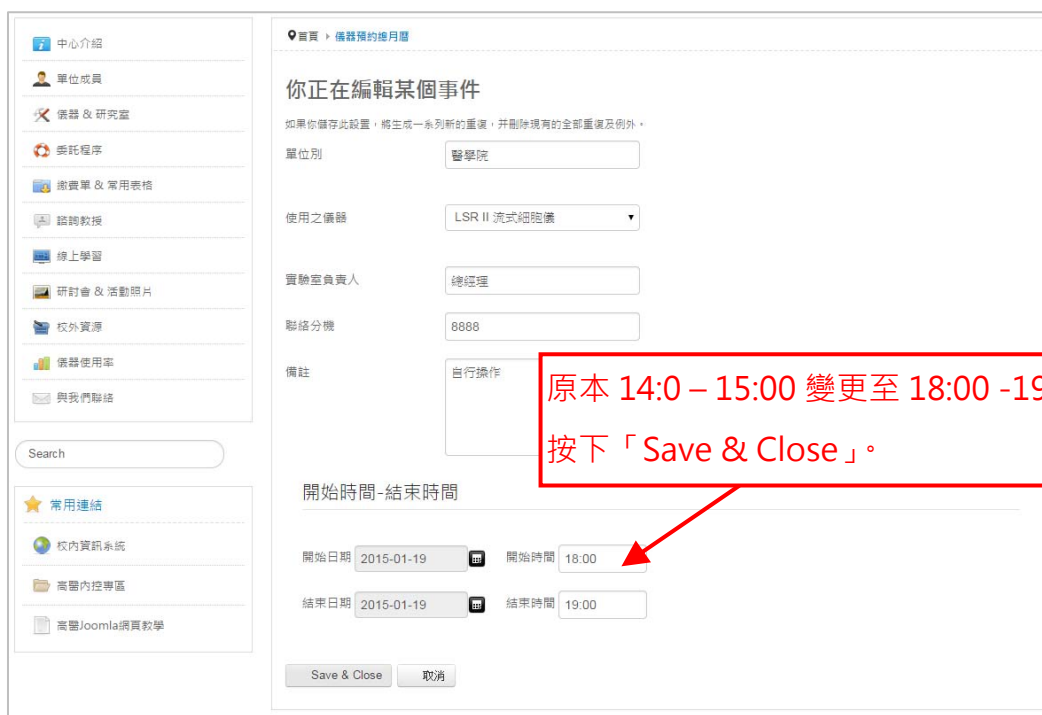 中心介紹
單位成員
儀器 & 研究室
委託程序
繳費單 & 常用表格
諮詢教授
線上學習
研討會 & 活動照片
校外資源
儀器使用率
與我們聯絡
Search
常用連結
校內資訊系統
高醫內控專區
高醫Joomla網頁教學
首頁 ▸ 儀器預約總月曆
你正在編輯某個事件
如果你儲存此設置，將生成一系列新的重復，并刪除現有的全部重復及例外。
單位別 醫學院
使用之儀器 LSR II 流式細胞儀
實驗室負責人 總經理
聯絡分機 8888
備註 自行操作
原本 14:0 – 15:00 變更至 18:00 -19
按下「Save & Close」。
開始時間-結束時間
開始日期 2015-01-19 開始時間 18:00
結束日期 2015-01-19 結束時間 19:00
Save & Close 取消